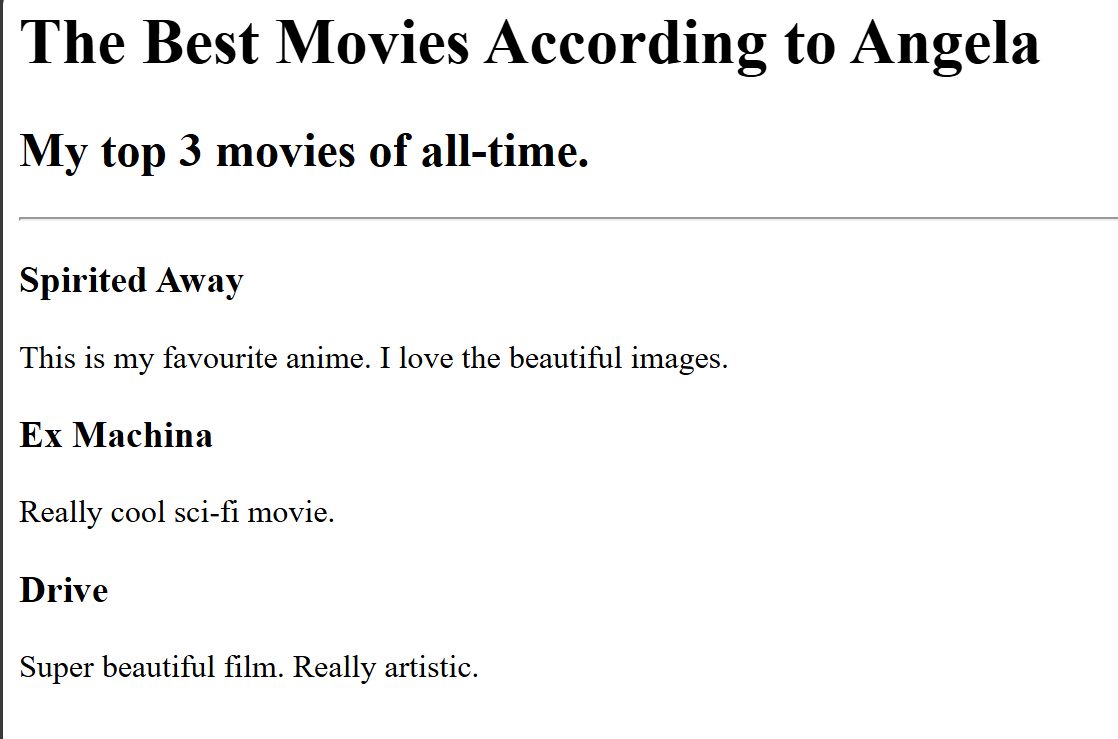 The Best Movies According to Angela
My top 3 movies of all-time.
Spirited Away
This is my favourite anime. I love the beautiful images.
Ex Machina
Really cool sci-fi movie.
Drive
Super beautiful film. Really artistic.